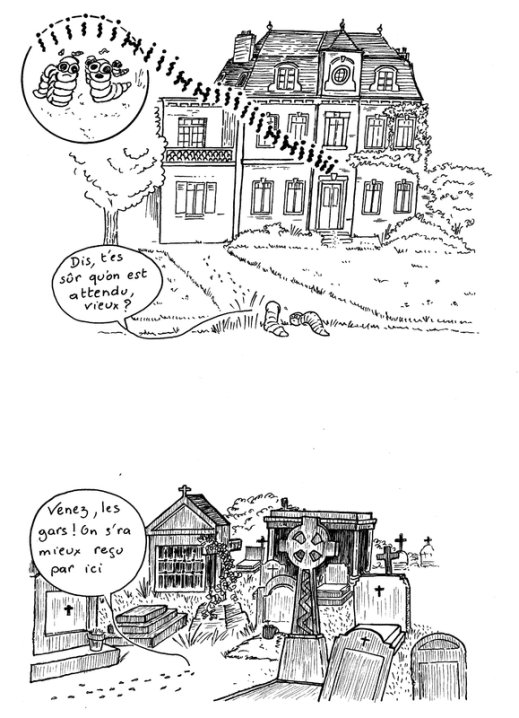 Dis, t'es
sûr qu'on est
attendu,
vieux ?
Venez, les
gars ! On s'ra
mieux reçu
par ici